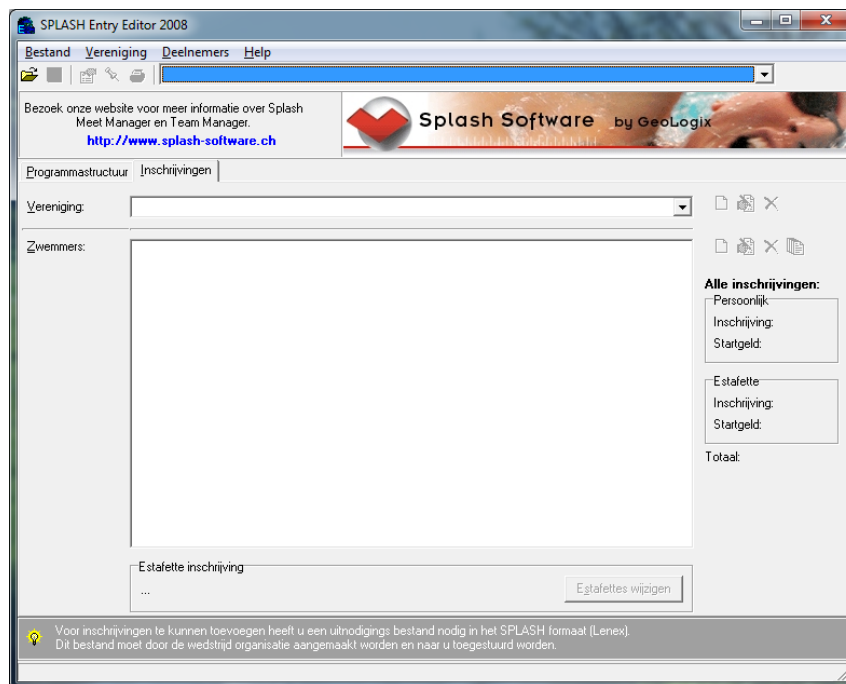 SPLASH Entry Editor 2008
Bestand Vereniging Deelnemers Help
Bezoek onze website voor meer informatie over Splash
Meet Manager en Team Manager.
http://www.splash-software.ch
Splash Software by GeoLogix
Programmastructuur Inschrijvingen
Vereniging:
Zwemmers:
Alle inschrijvingen:
Persoonlijk
Inschrijving:
Startgeld:
Estafette
Inschrijving:
Startgeld:
Totaal:
Estafette inschrijving
...
Estafettes wijzigen
Voor inschrijvingen te kunnen toevoegen heeft u een uitnodigings bestand nodig in het SPLASH formaat (Lenex).
Dit bestand moet door de wedstrijd organisatie aangemaakt worden en naar u toegestuurd worden.